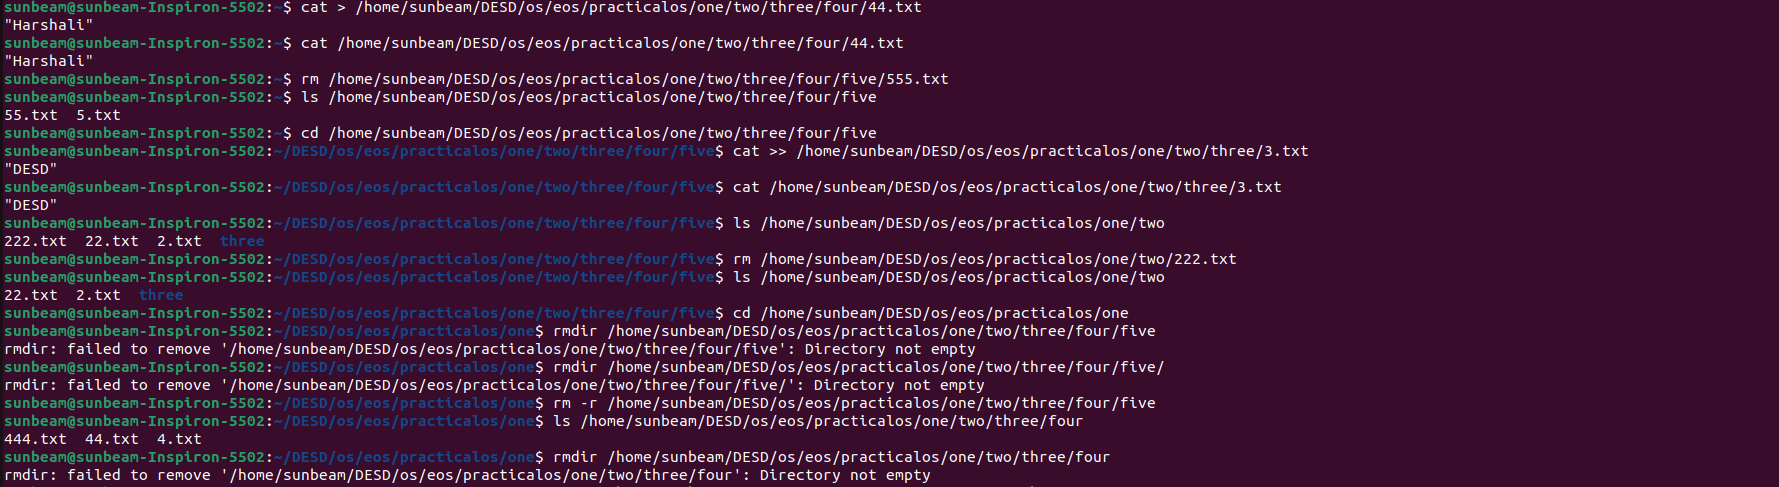 sunbeam@sunbeam-Inspiron-5502:~$ cat > /home/sunbeam/DESD/os/eos/practicalos/one/two/three/four/44.txt
"Harshali"
sunbeam@sunbeam-Inspiron-5502:~$ cat /home/sunbeam/DESD/os/eos/practicalos/one/two/three/four/44.txt
"Harshali"
sunbeam@sunbeam-Inspiron-5502:~$ rm /home/sunbeam/DESD/os/eos/practicalos/one/two/three/four/five/555.txt
sunbeam@sunbeam-Inspiron-5502:~$ ls /home/sunbeam/DESD/os/eos/practicalos/one/two/three/four/five
55.txt  5.txt
sunbeam@sunbeam-Inspiron-5502:~$ cd /home/sunbeam/DESD/os/eos/practicalos/one/two/three/four/five
sunbeam@sunbeam-Inspiron-5502:~/DESD/os/eos/practicalos/one/two/three/four/five$ cat >> /home/sunbeam/DESD/os/eos/practicalos/one/two/three/3.txt
"DESD"
sunbeam@sunbeam-Inspiron-5502:~/DESD/os/eos/practicalos/one/two/three/four/five$ cat /home/sunbeam/DESD/os/eos/practicalos/one/two/three/3.txt
"DESD"
sunbeam@sunbeam-Inspiron-5502:~/DESD/os/eos/practicalos/one/two/three/four/five$ ls /home/sunbeam/DESD/os/eos/practicalos/one/two
222.txt  22.txt  2.txt  three
sunbeam@sunbeam-Inspiron-5502:~/DESD/os/eos/practicalos/one/two/three/four/five$ rm /home/sunbeam/DESD/os/eos/practicalos/one/two/222.txt
sunbeam@sunbeam-Inspiron-5502:~/DESD/os/eos/practicalos/one/two/three/four/five$ ls /home/sunbeam/DESD/os/eos/practicalos/one/two
22.txt  2.txt  three
sunbeam@sunbeam-Inspiron-5502:~/DESD/os/eos/practicalos/one/two/three/four/five$ cd /home/sunbeam/DESD/os/eos/practicalos/one
sunbeam@sunbeam-Inspiron-5502:~/DESD/os/eos/practicalos/one$ rmdir /home/sunbeam/DESD/os/eos/practicalos/one/two/three/four/five
rmdir: failed to remove '/home/sunbeam/DESD/os/eos/practicalos/one/two/three/four/five': Directory not empty
sunbeam@sunbeam-Inspiron-5502:~/DESD/os/eos/practicalos/one$ rmdir /home/sunbeam/DESD/os/eos/practicalos/one/two/three/four/five/
rmdir: failed to remove '/home/sunbeam/DESD/os/eos/practicalos/one/two/three/four/five/': Directory not empty
sunbeam@sunbeam-Inspiron-5502:~/DESD/os/eos/practicalos/one$ rm -r /home/sunbeam/DESD/os/eos/practicalos/one/two/three/four/five
sunbeam@sunbeam-Inspiron-5502:~/DESD/os/eos/practicalos/one$ ls /home/sunbeam/DESD/os/eos/practicalos/one/two/three/four
444.txt  44.txt  4.txt
sunbeam@sunbeam-Inspiron-5502:~/DESD/os/eos/practicalos/one$ rmdir /home/sunbeam/DESD/os/eos/practicalos/one/two/three/four
rmdir: failed to remove '/home/sunbeam/DESD/os/eos/practicalos/one/two/three/four': Directory not empty